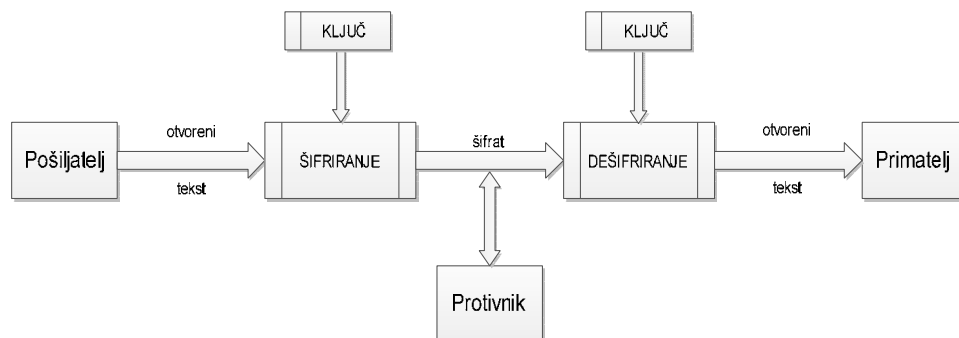 KLJUČ
KLJUČ
Pošiljatelj
otvoreni
tekst
ŠIFRIRANJE
šifrat
DEŠIFRIRANJE
otvoreni
tekst
Primatelj
Protivnik